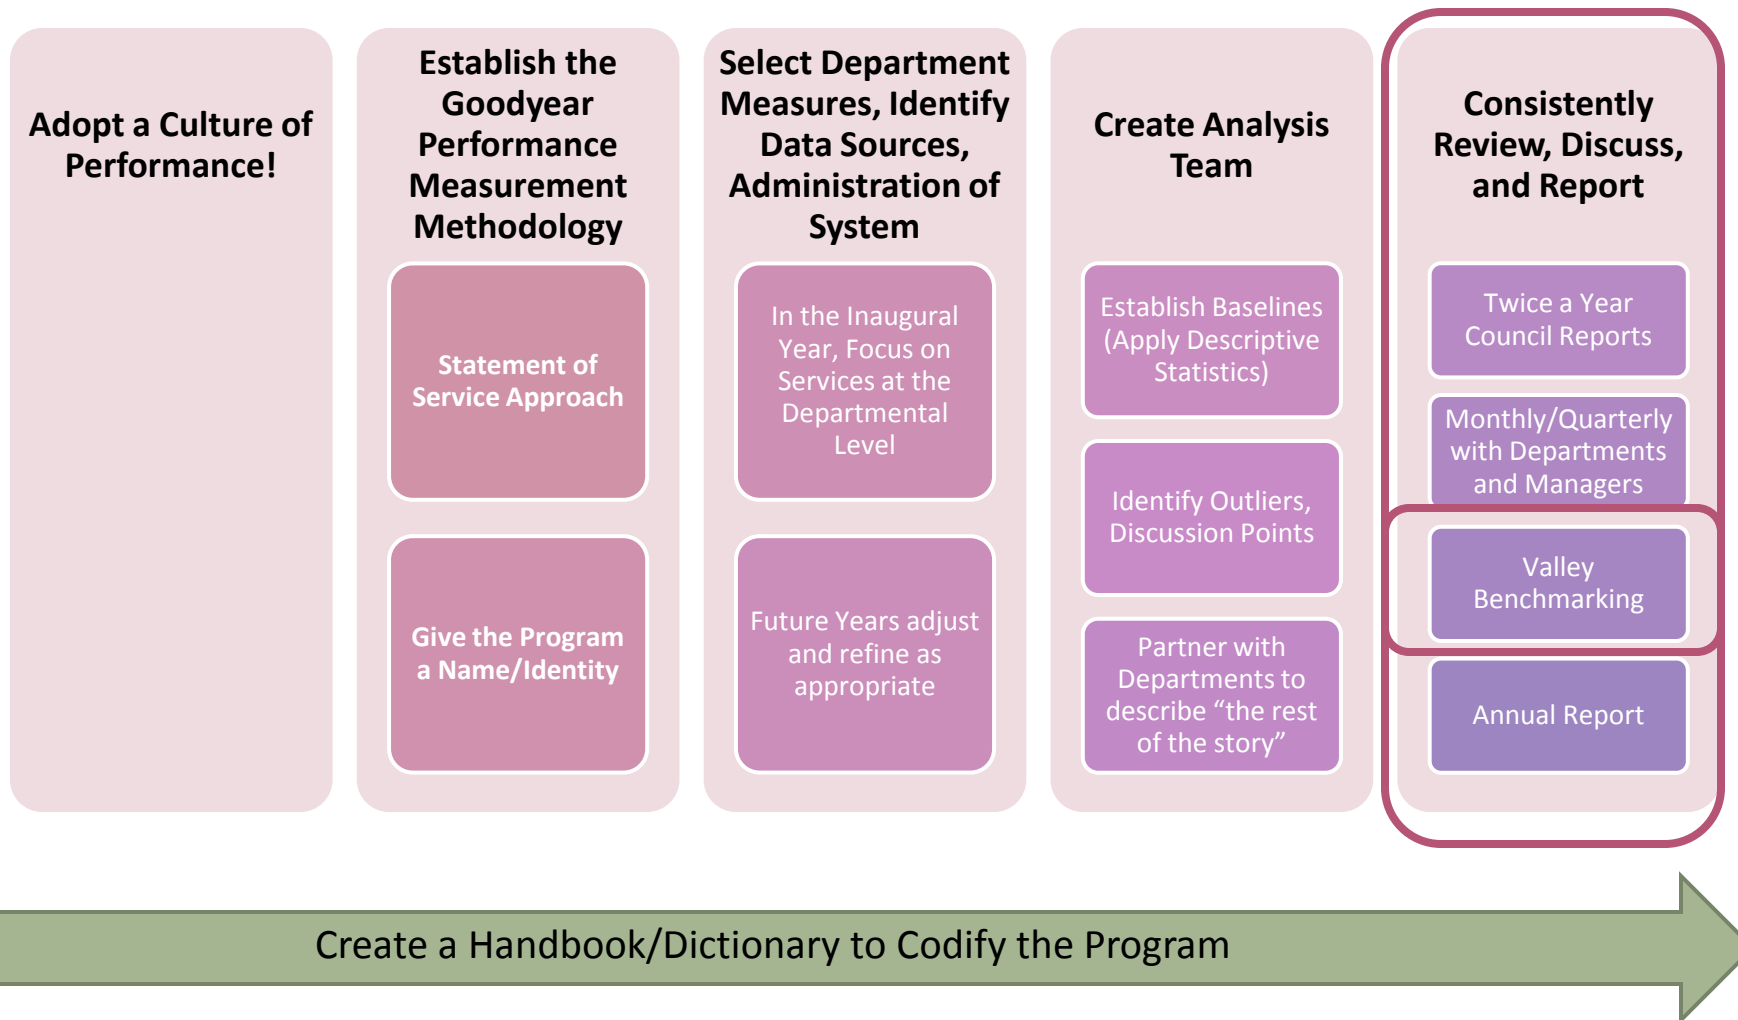 Adopt a Culture of
Performance!
Establish the
Goodyear
Performance
Measurement
Methodology
Statement of
Service Approach
Give the Program
a Name/Identity
Select Department
Measures, Identify
Data Sources,
Administration of
System
In the Inaugural
Year, Focus on
Services at the
Departmental
Level
Future Years adjust
and refine as
appropriate
Create Analysis
Team
Establish Baselines
(Apply Descriptive
Statistics)
Identify Outliers,
Discussion Points
Partner with
Departments to
describe “the rest
of the story”
Consistently
Review, Discuss,
and Report
Twice a Year
Council Reports
Monthly/Quarterly
with Departments
and Managers
Valley
Benchmarking
Annual Report
Create a Handbook/Dictionary to Codify the Program